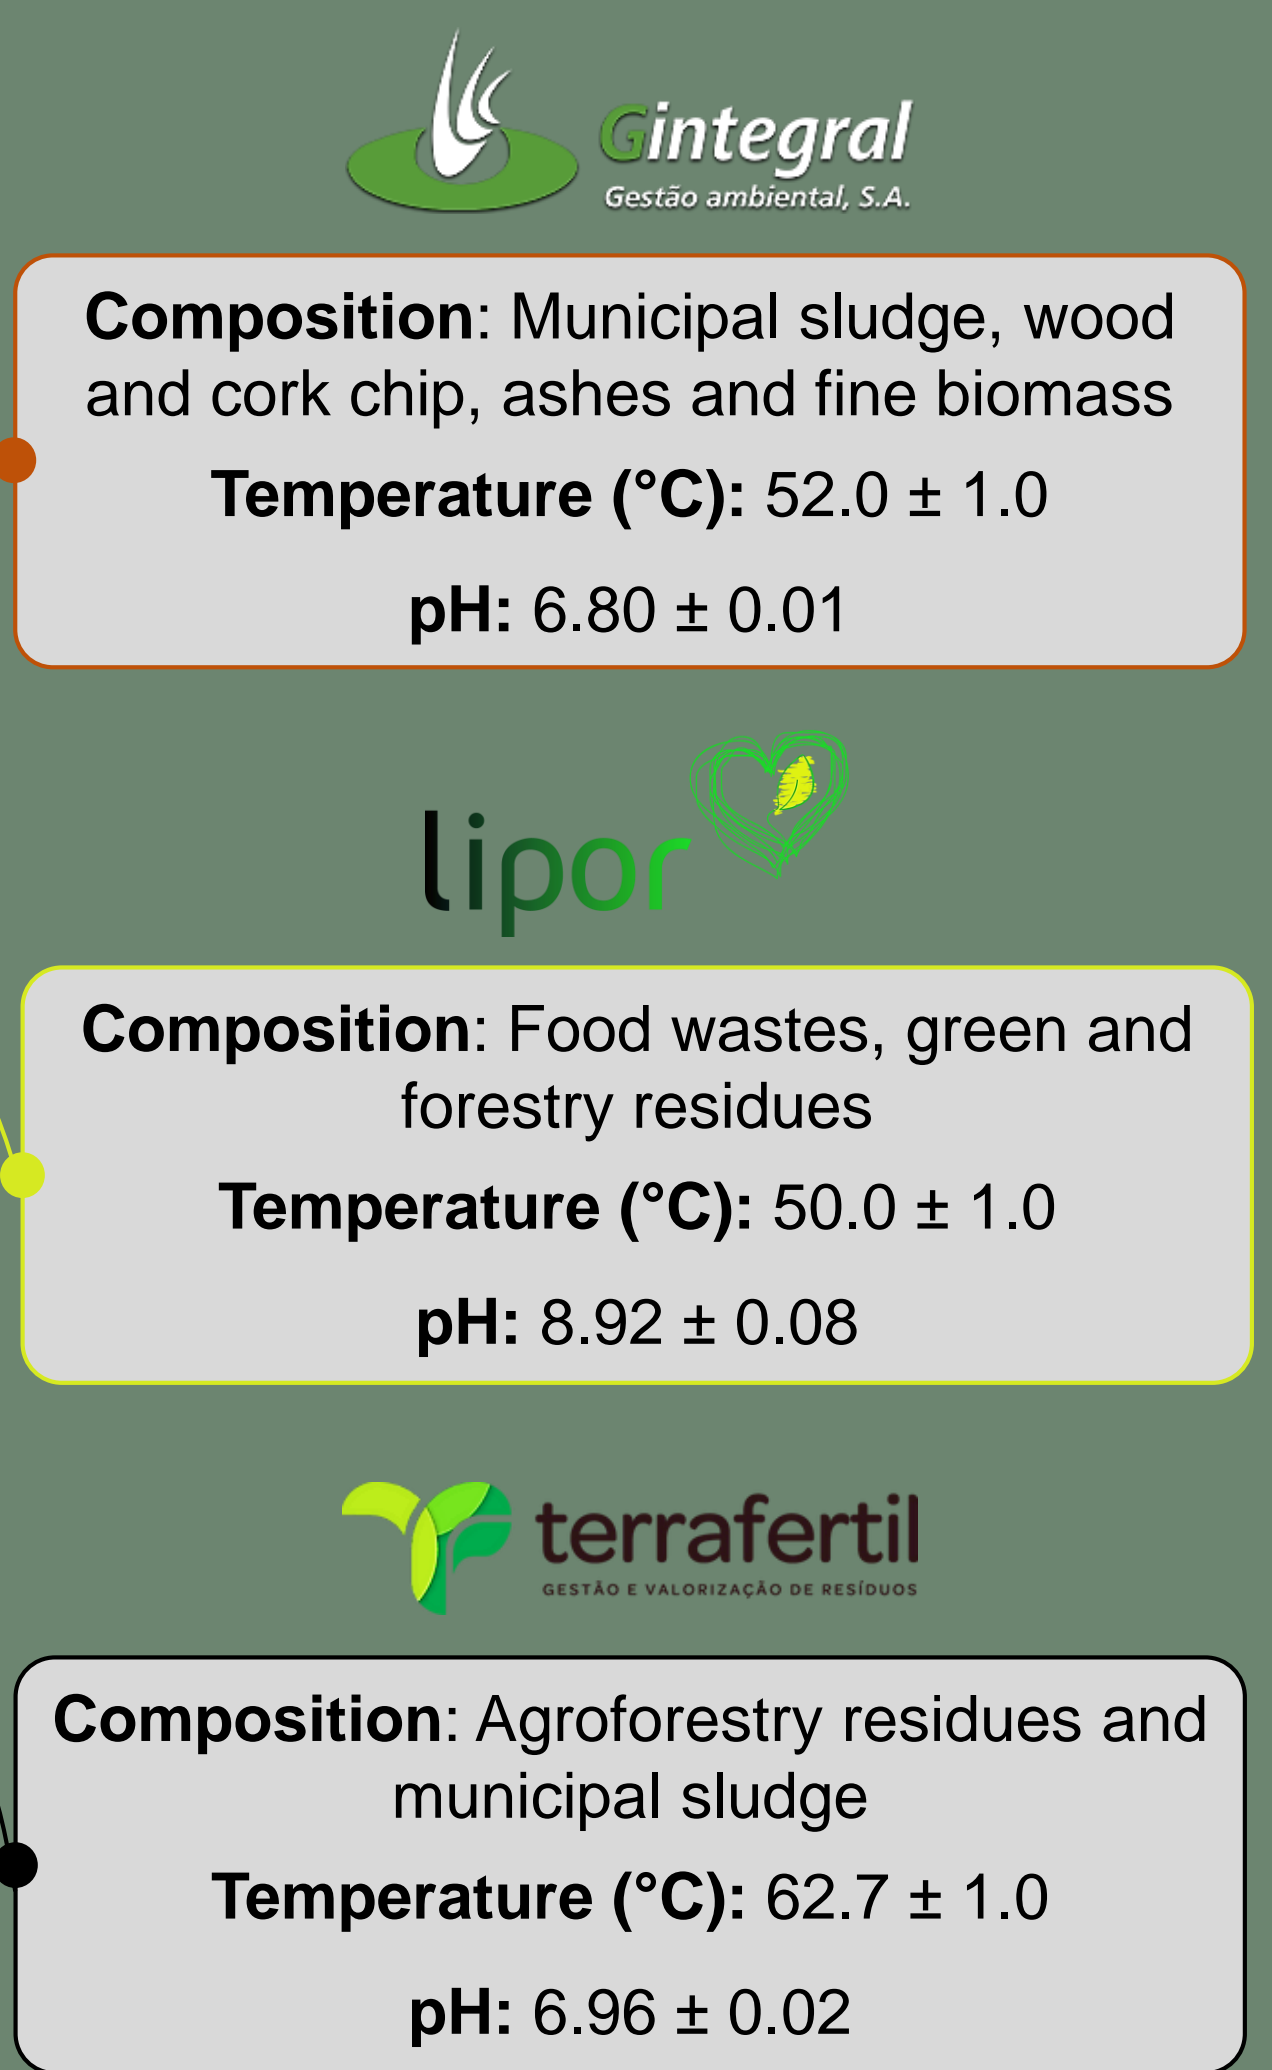 Gintegral
Gestão ambiental, S.A.
Composition: Municipal sludge, wood
and cork chip, ashes and fine biomass
Temperature (°C): 52.0 ± 1.0
pH: 6.80 ± 0.01
lipor
Composition: Food wastes, green and
forestry residues
Temperature (°C): 50.0 ± 1.0
pH: 8.92 ± 0.08
terrafertil
GESTÃO E VALORIZAÇÃO DE RESÍDUOS
Composition: Agroforestry residues and
municipal sludge
Temperature (°C): 62.7 ± 1.0
pH: 6.96 ± 0.02